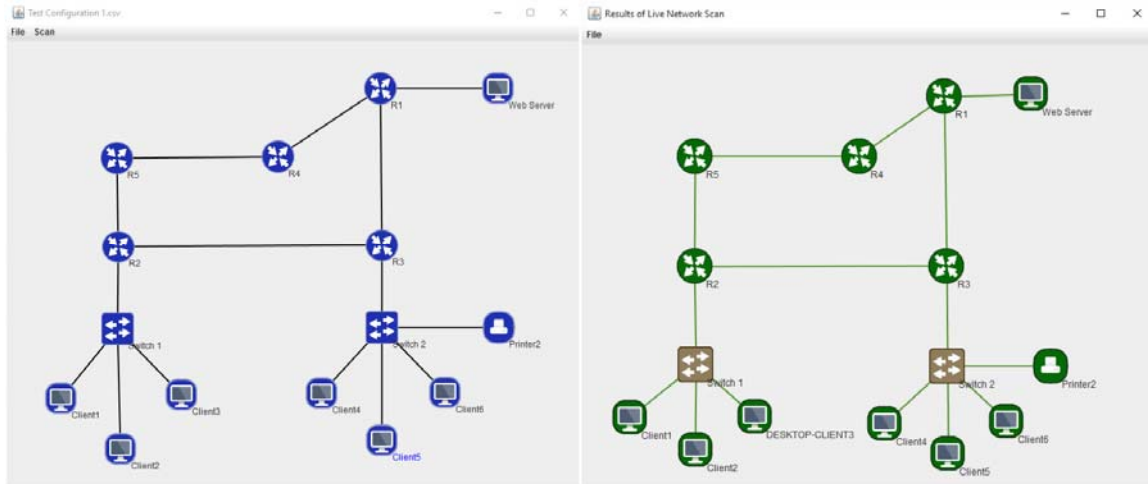 Test Configuration 1.csv
File Scan
R1
Web Server
R5
R4
R2
R3
Switch 1
Switch 2
Printer2
Client1
Client3
Client4
Client6
Client2
Client5
Results of Live Network Scan
File
R1
Web Server
R5
R4
R2
R3
Switch 1
Switch 2
Printer2
Client1
DESKTOP-CLIENT3
Client4
Client6
Client2
Client5